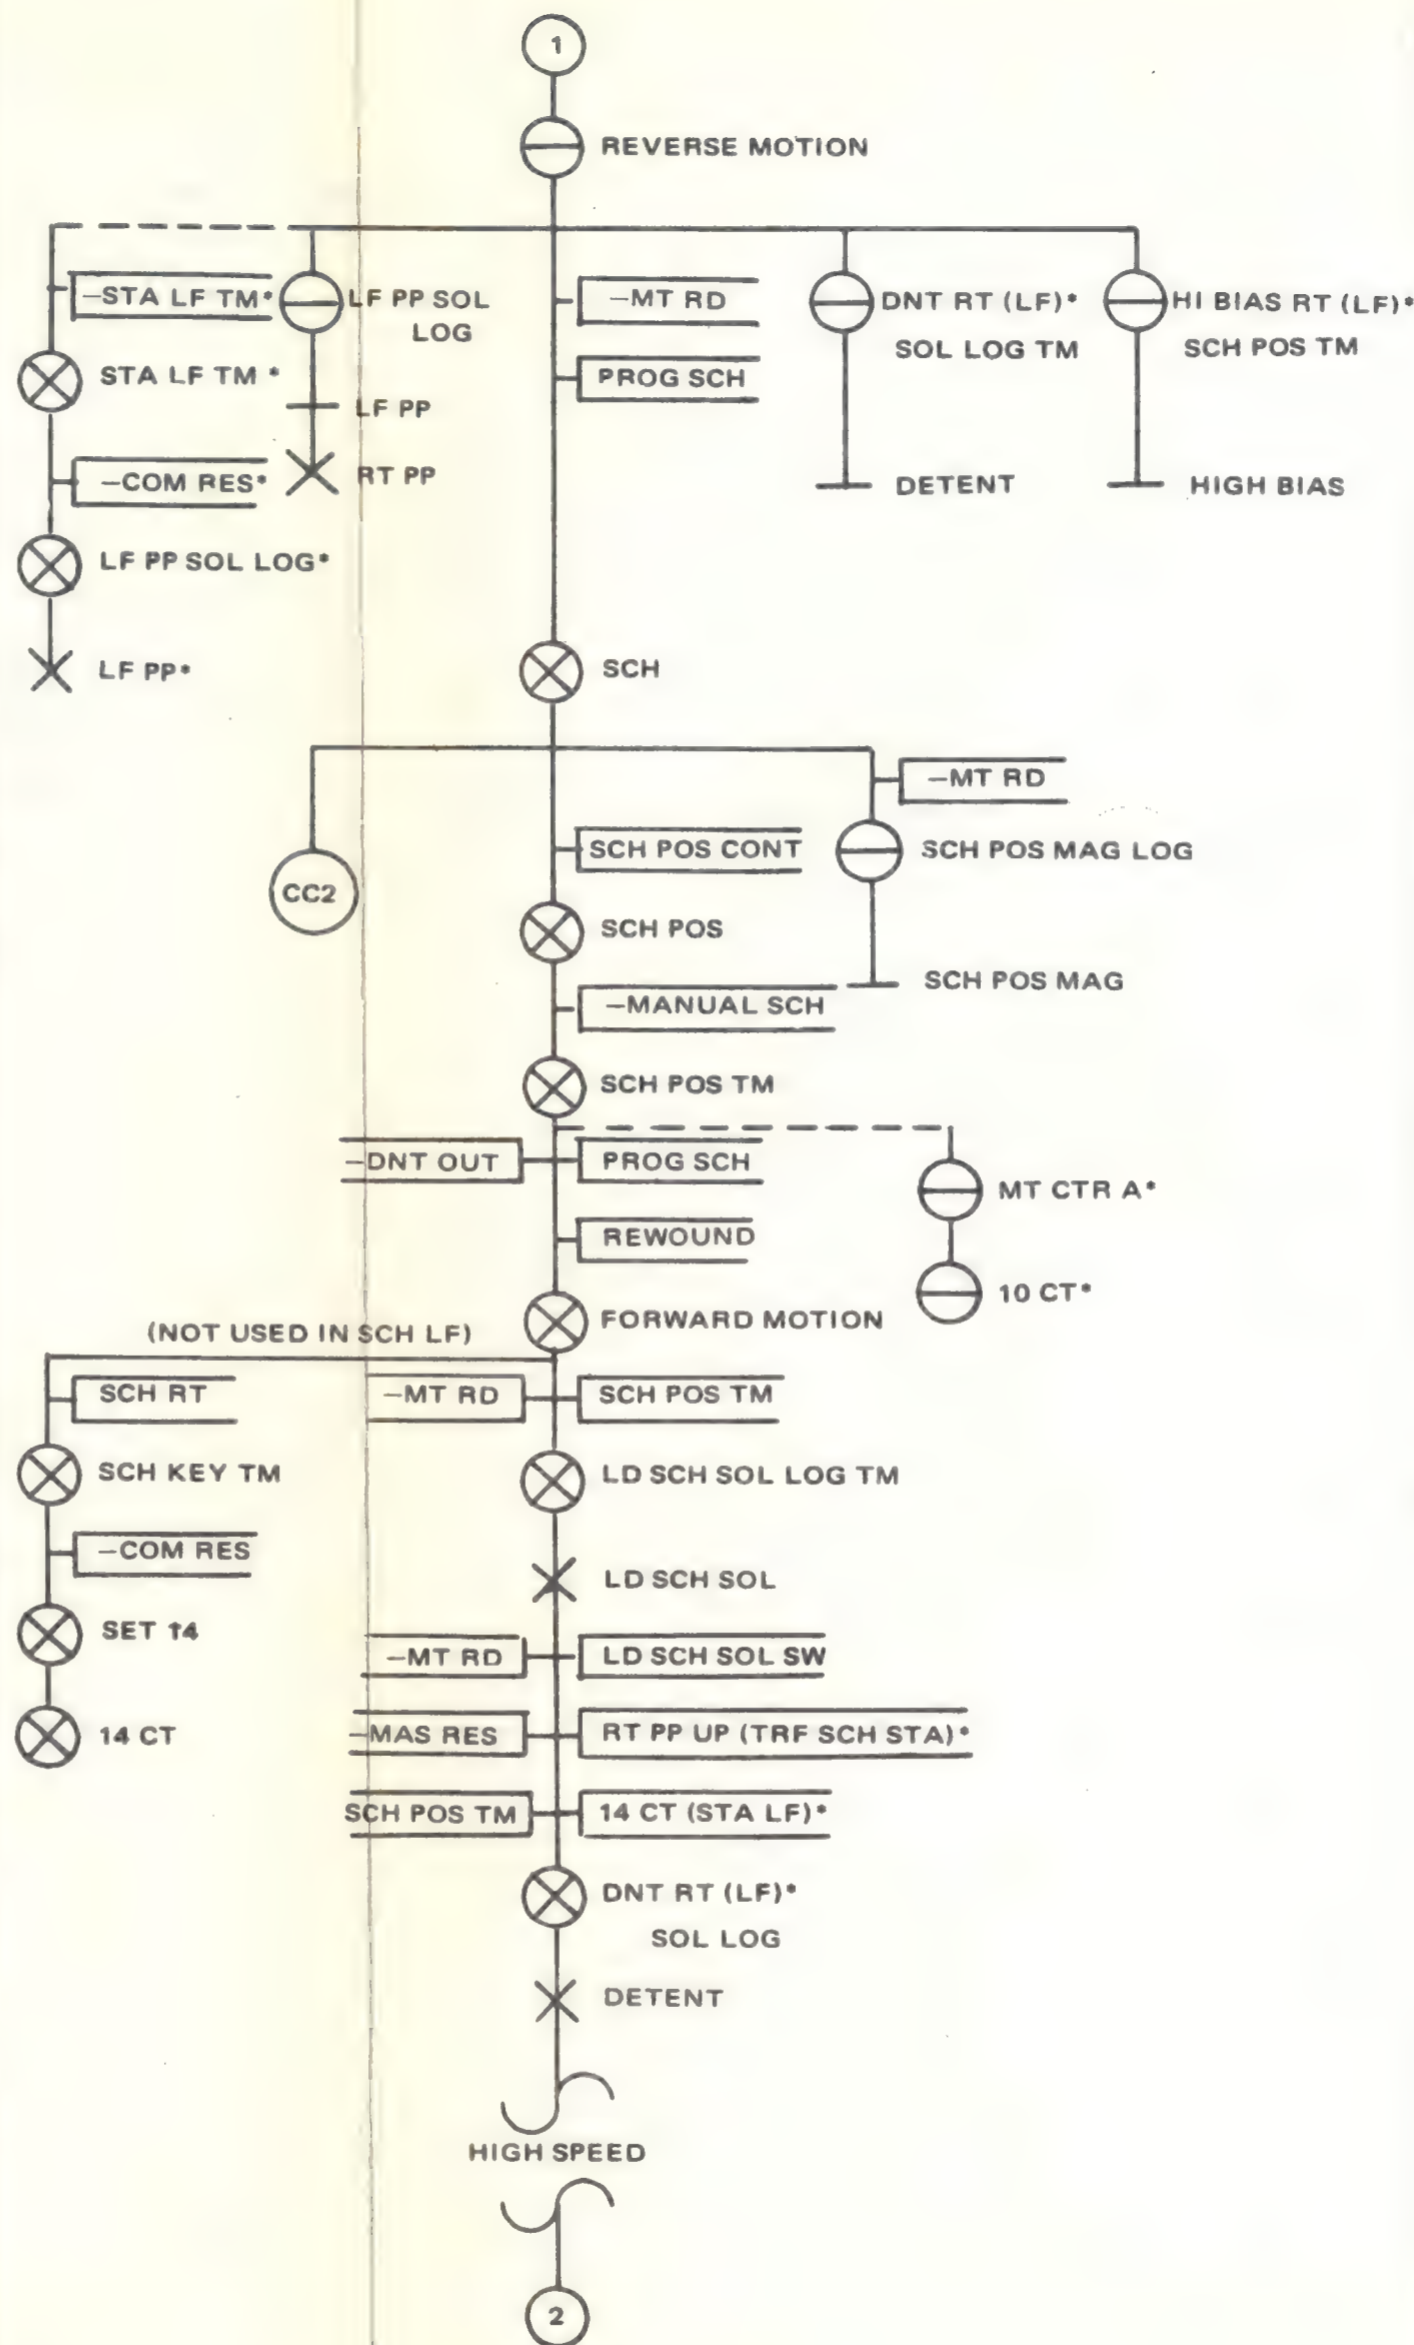 1
REVERSE MOTION
—STA LF TM*
LF PP SOL
LOG
—MT RD
DNT RT (LF)*
SOL LOG TM
HI BIAS RT (LF)*
SCH POS TM
STA LF TM *
PROG SCH
LF PP
—COM RES*
RT PP
DETENT
HIGH BIAS
LF PP SOL LOG*
LF PP*
SCH
—MT RD
SCH POS CONT
SCH POS MAG LOG
CC2
SCH POS
SCH POS MAG
—MANUAL SCH
SCH POS TM
—DNT OUT
PROG SCH
MT CTR A*
REWOUND
10 CT*
FORWARD MOTION
(NOT USED IN SCH LF)
SCH RT
—MT RD
SCH POS TM
SCH KEY TM
LD SCH SOL LOG TM
—COM RES
LD SCH SOL
SET 14
—MT RD
LD SCH SOL SW
14 CT
—MAS RES
RT PP UP (TRF SCH STA)*
SCH POS TM
14 CT (STA LF)*
DNT RT (LF)*
SOL LOG
DETENT
HIGH SPEED
2